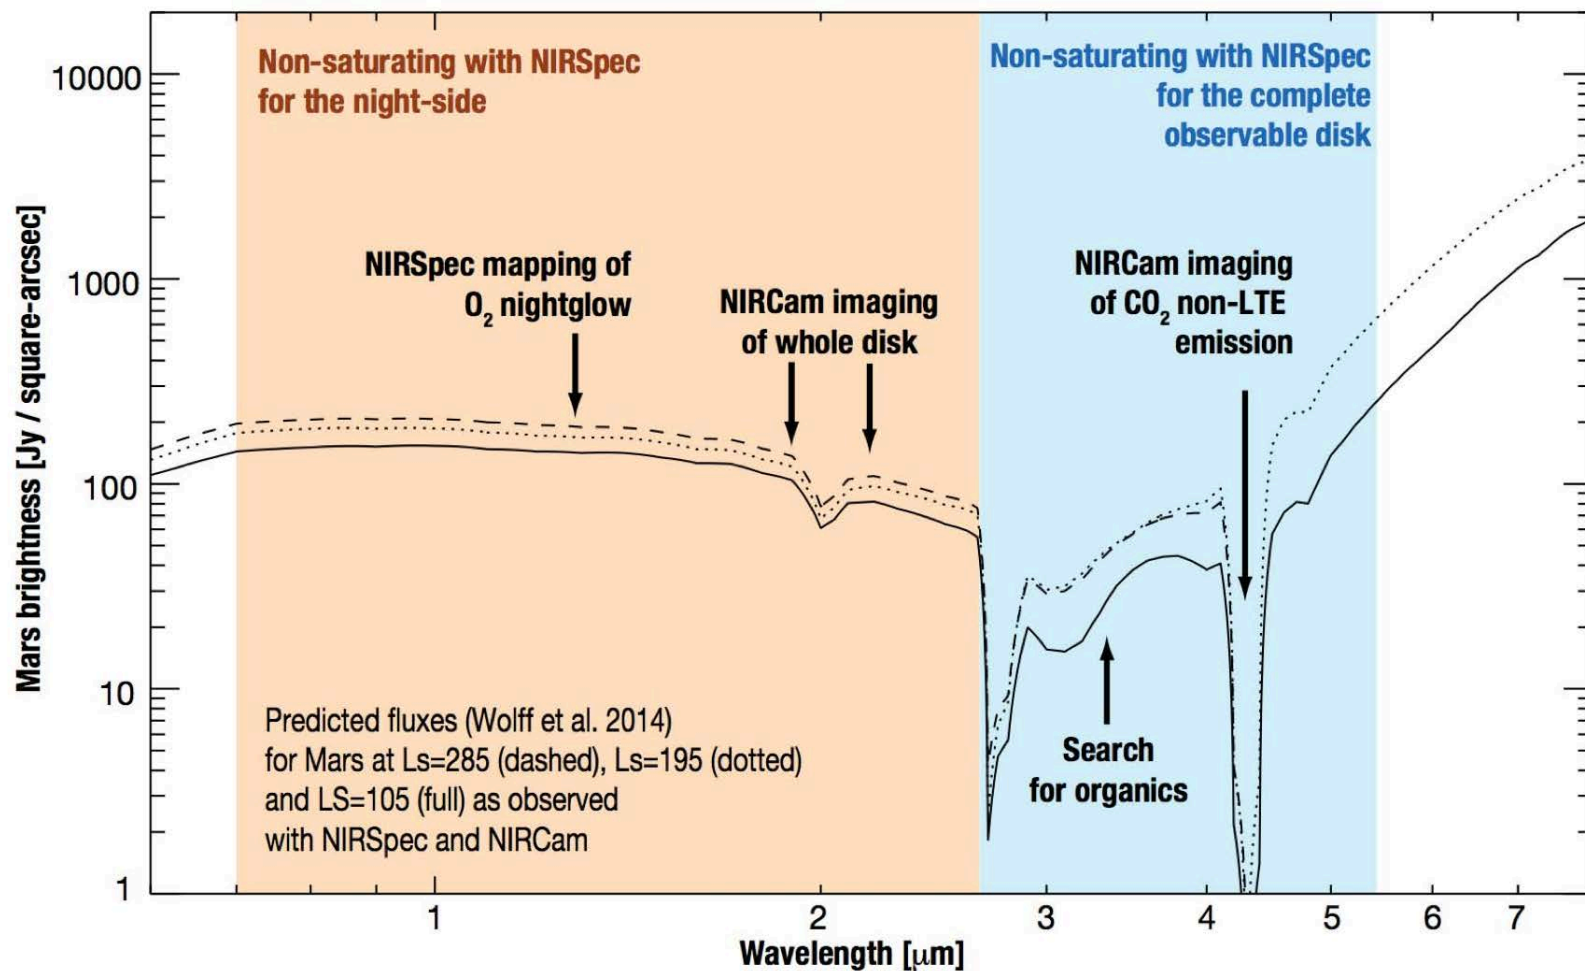 Non-saturating with NIRSpec
for the night-side
Non-saturating with NIRSpec
for the complete
observable disk
NIRSpec mapping of
O₂ nightglow
NIRCam imaging
of whole disk
NIRCam imaging
of CO₂ non-LTE
emission
Search
for organics
Predicted fluxes (Wolff et al. 2014)
for Mars at Ls=285 (dashed), Ls=195 (dotted)
and LS=105 (full) as observed
with NIRSpec and NIRCam
Mars brightness [Jy / square-arcsec]
10000
1000
100
10
1
1
2
3
4
5
6
7
Wavelength [μm]